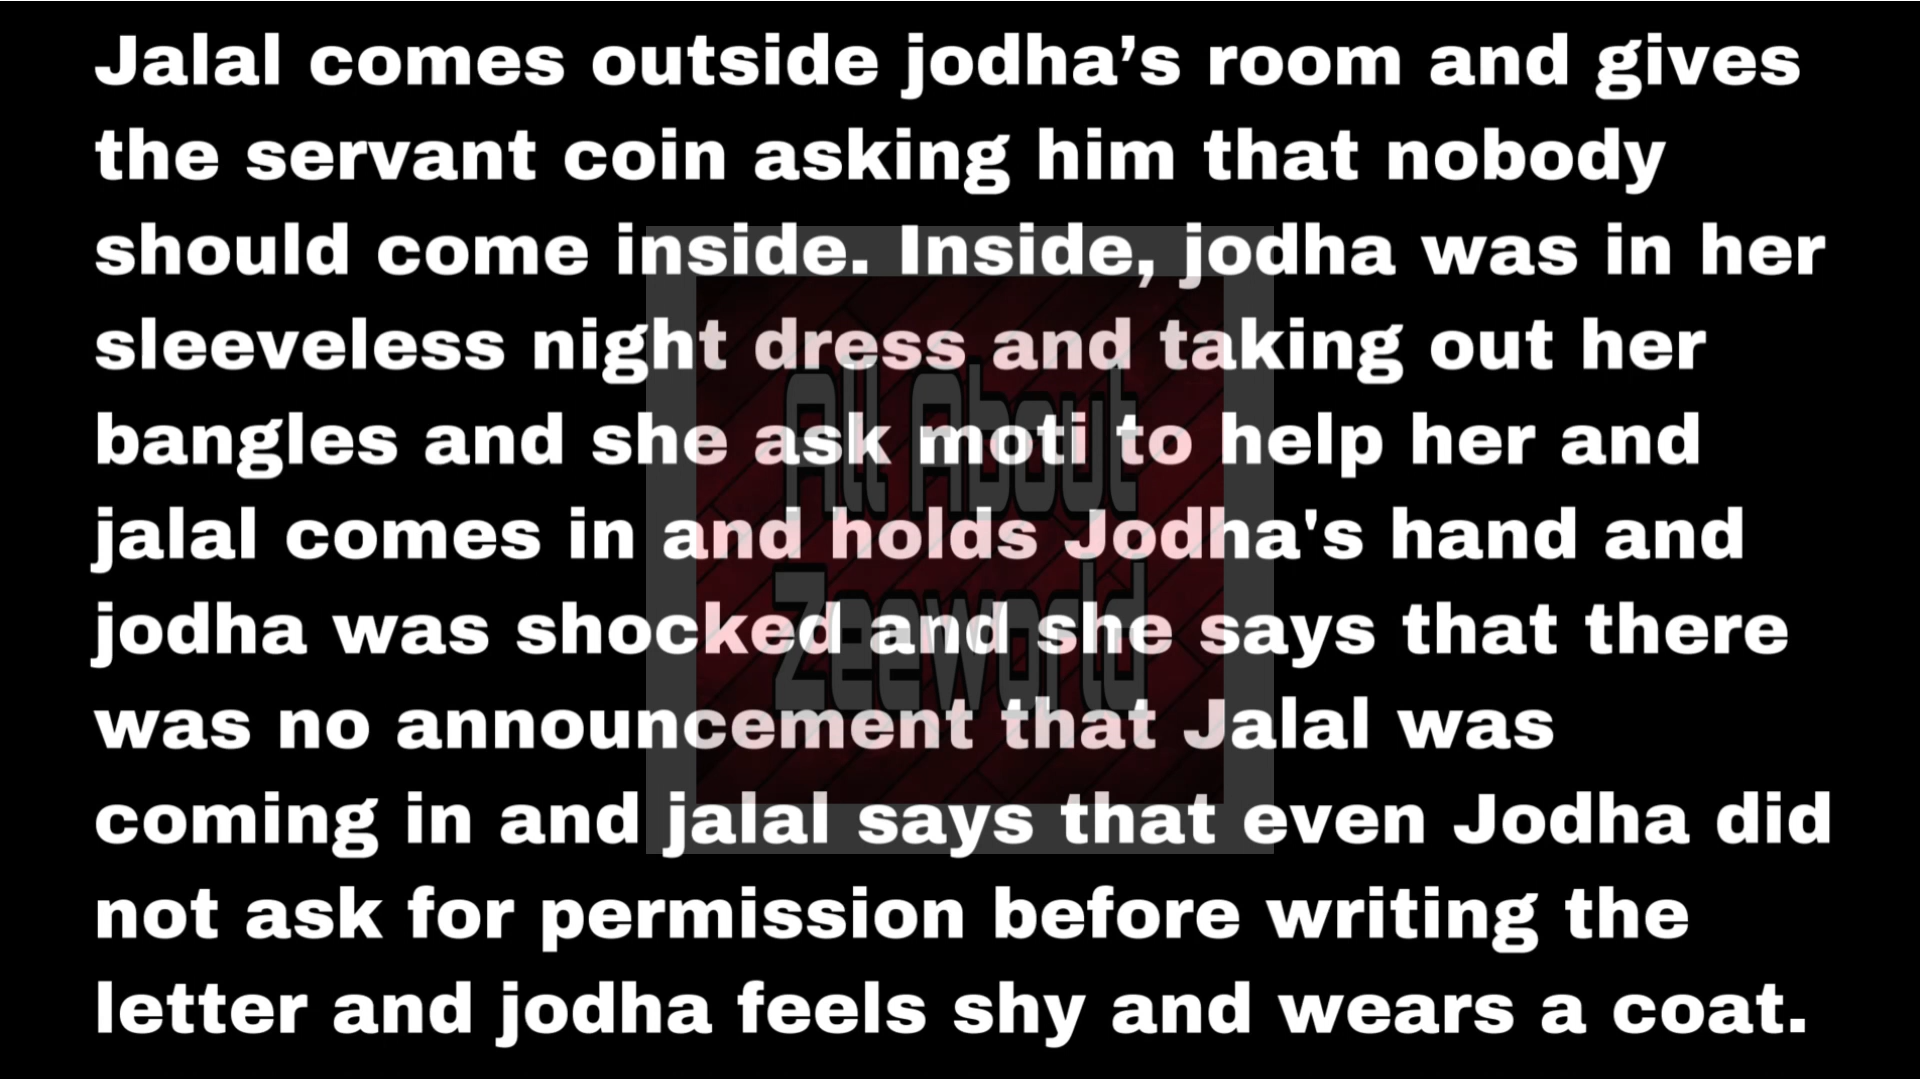 Jalal comes outside jodha’s room and gives
the servant coin asking him that nobody
should come inside. Inside, jodha was in her
sleeveless night dress and taking out her
bangles and she ask moti to help her and
jalal comes in and holds Jodha's hand and
jodha was shocked and she says that there
was no announcement that Jalal was
coming in and jalal says that even Jodha did
not ask for permission before writing the
letter and jodha feels shy and wears a coat.
All About
Zeeworld